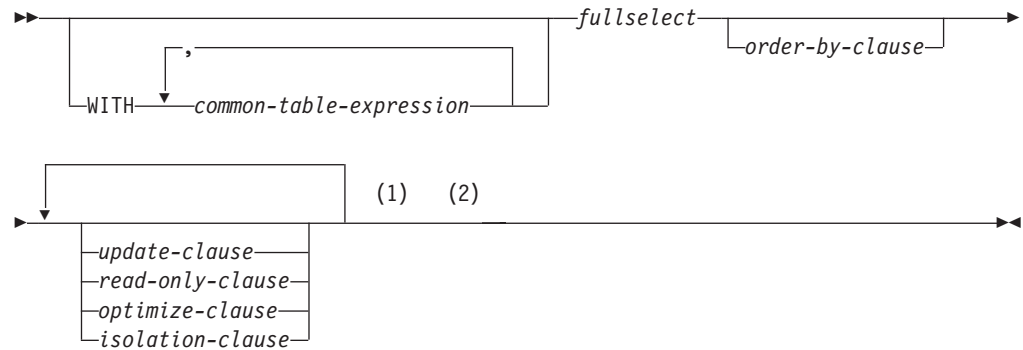 fullselect
order-by-clause
,
WITH common-table-expression
(1) (2)
update-clause
read-only-clause
optimize-clause
isolation-clause